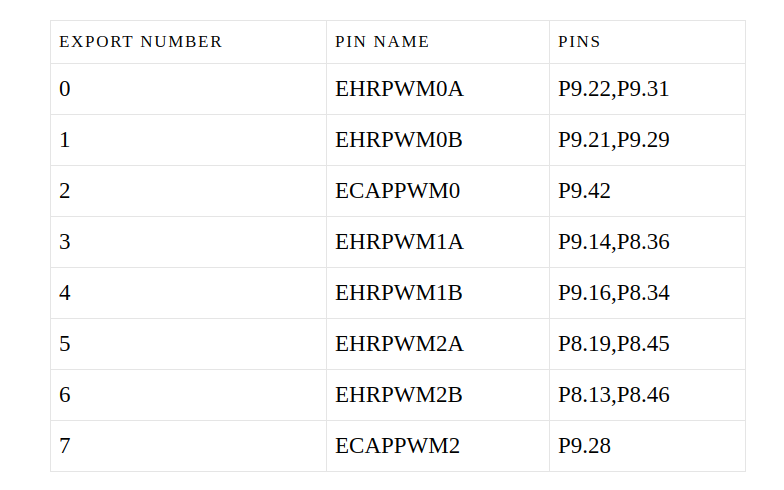 EXPORT NUMBER PIN NAME PINS
0 EHRPWM0A P9.22,P9.31
1 EHRPWM0B P9.21,P9.29
2 ECAPPWM0 P9.42
3 EHRPWM1A P9.14,P8.36
4 EHRPWM1B P9.16,P8.34
5 EHRPWM2A P8.19,P8.45
6 EHRPWM2B P8.13,P8.46
7 ECAPPWM2 P9.28